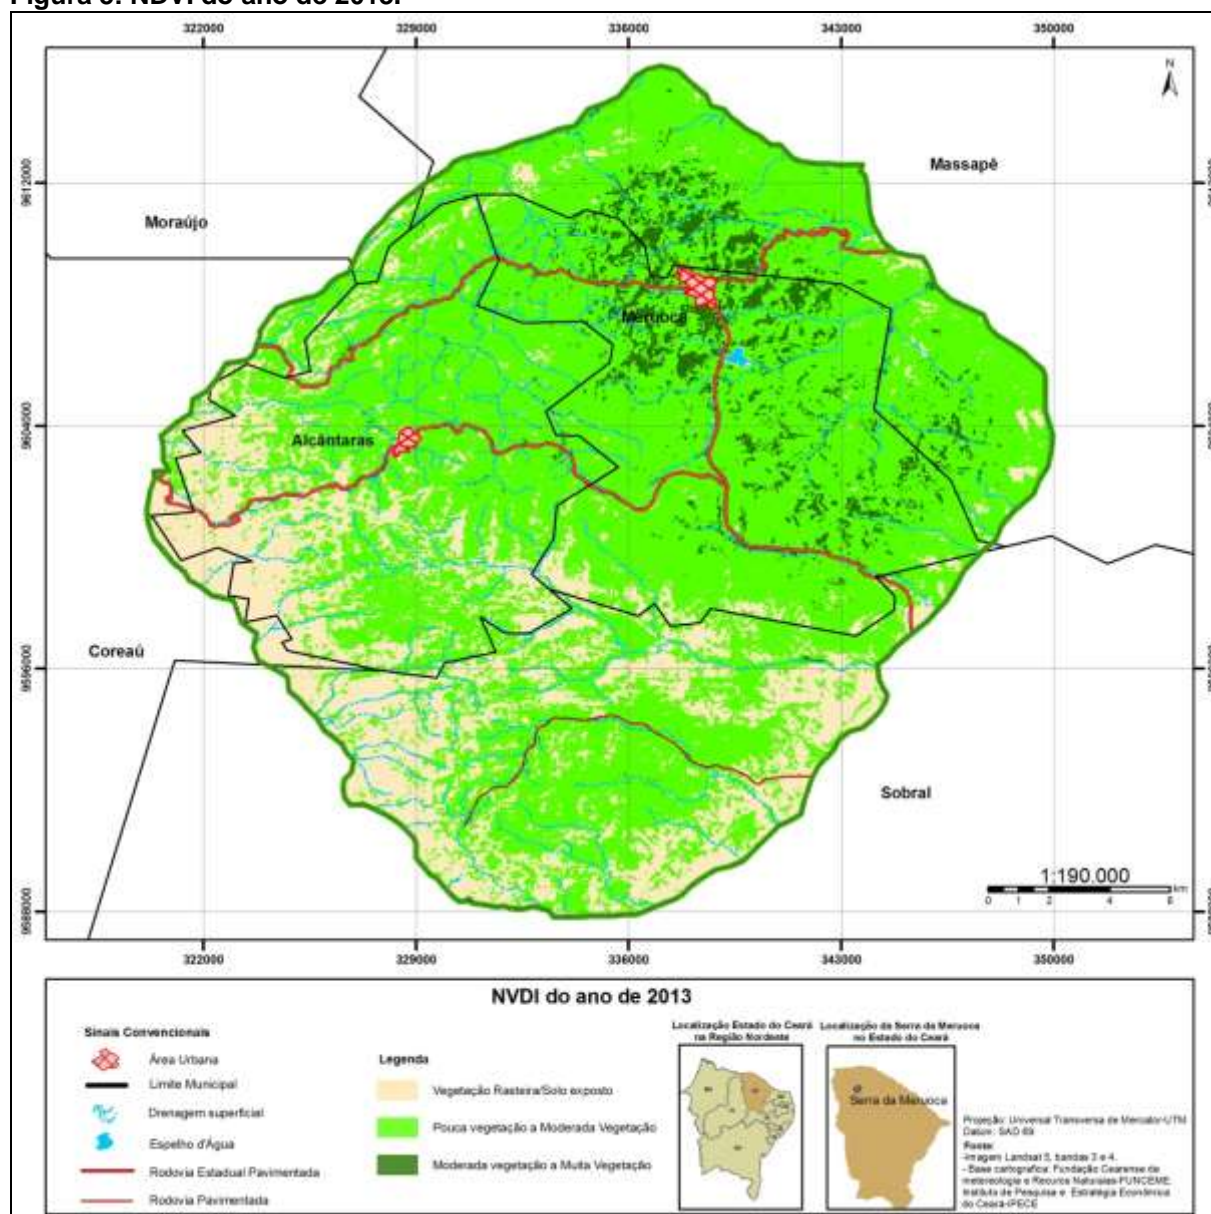 Figura 3: NDVI do ano de 2013.
322000 329000 336000 343000 350000
N
9612000
Massapê
Moraújo
Meruoca
9604000
Alcântaras
Coreaú
9596000
Sobral
1:190.000
0 1 2 4 6 km
9588000
322000 329000 336000 343000 350000
NVDI do ano de 2013
Sinais Convencionais
Área Urbana
Limite Municipal
Drenagem superficial
Espelho d'Água
Rodovia Estadual Pavimentada
Rodovia Pavimentada
Legenda
Vegetação Rasteira/Solo exposto
Pouca vegetação a Moderada Vegetação
Moderada vegetação a Muita Vegetação
Localização Estado do Ceará
na Região Nordeste
Localização da Serra da Meruoca
no Estado do Ceará
Serra da Meruoca
Projeção: Universal Transversa de Mercator-UTM
Datum: SAD 69
Fonte:
-Imagem Landsat 5, bandas 3 e 4.
- Base cartográfica: Fundação Cearense de
metereologia e Recuros Naturaias-FUNCEME;
Instituto de Pesquisa e Estratégia Econômica
do Ceará-IPECE